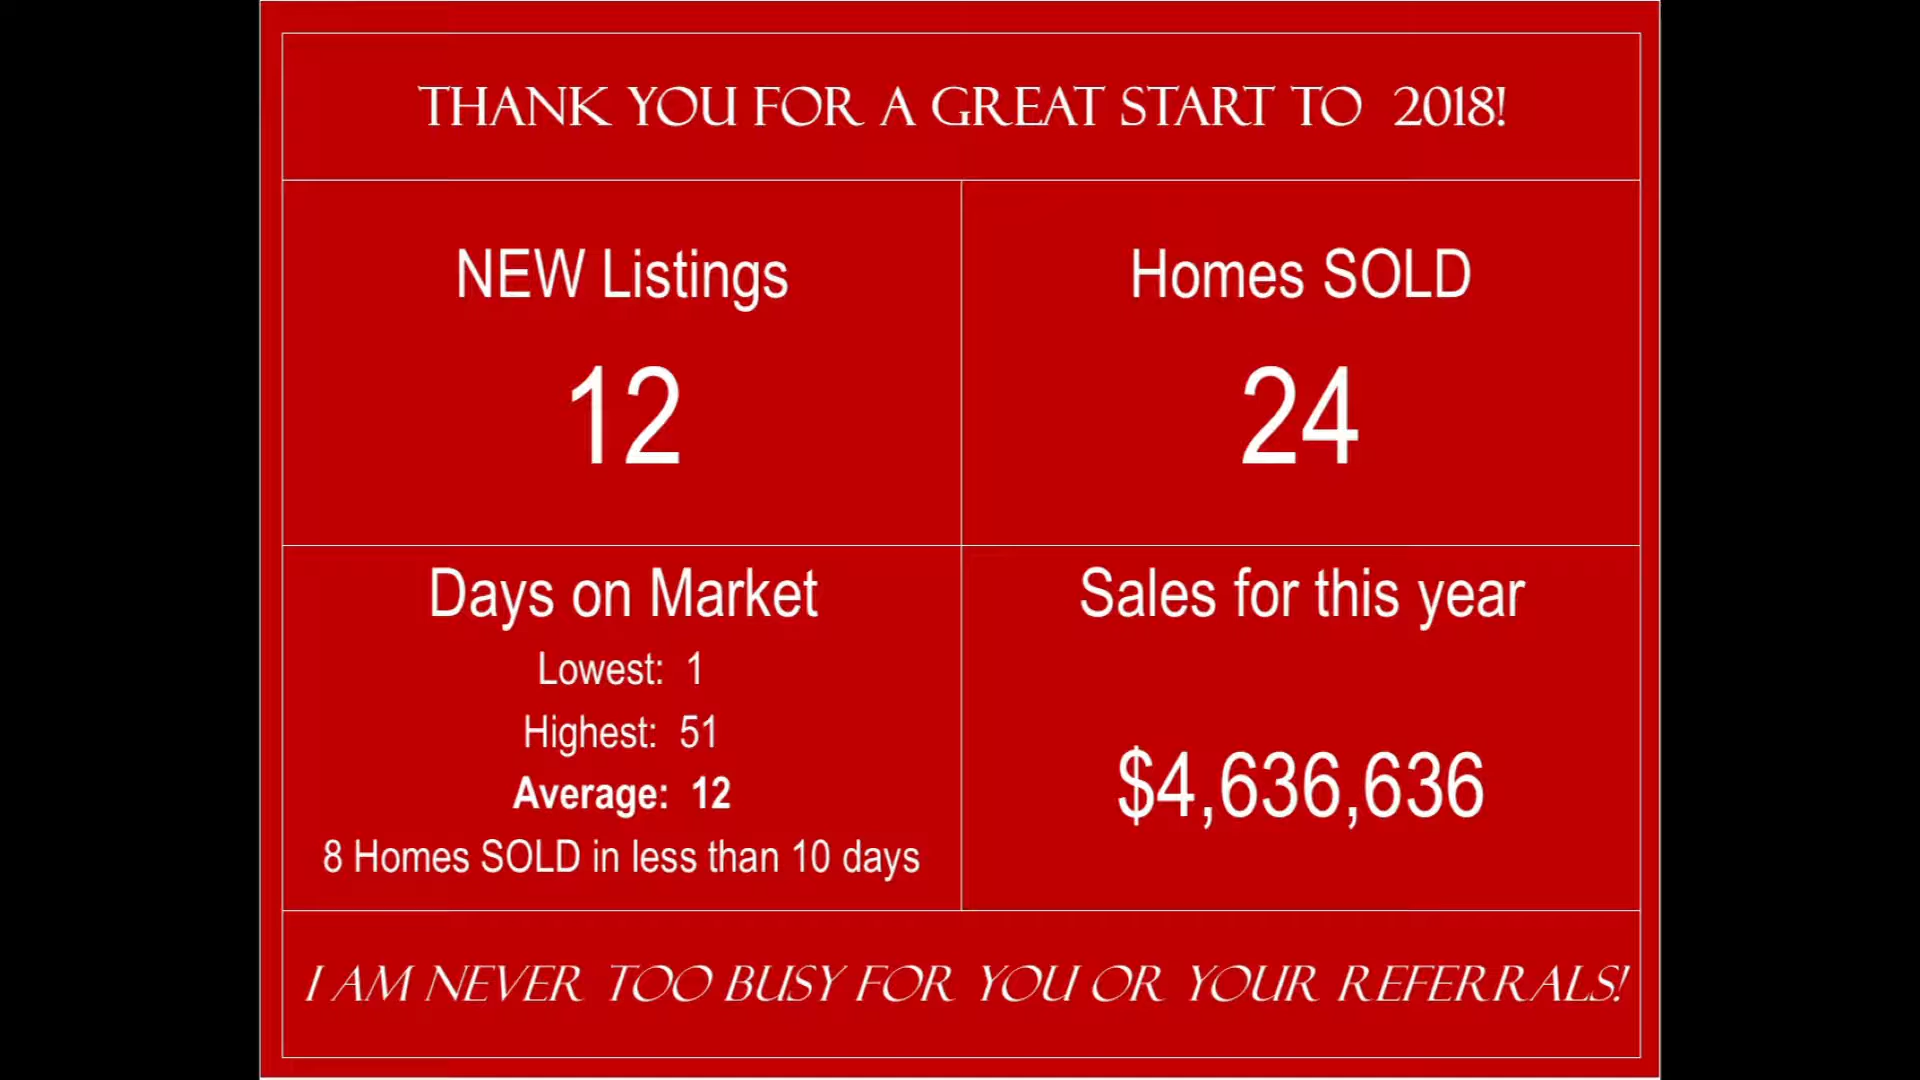 THANK YOU FOR A GREAT START TO 2018!
NEW Listings
12
Homes SOLD
24
Days on Market
Lowest: 1
Highest: 51
Average: 12
8 Homes SOLD in less than 10 days
Sales for this year
$4,636,636
I AM NEVER TOO BUSY FOR YOU OR YOUR REFERRALS!